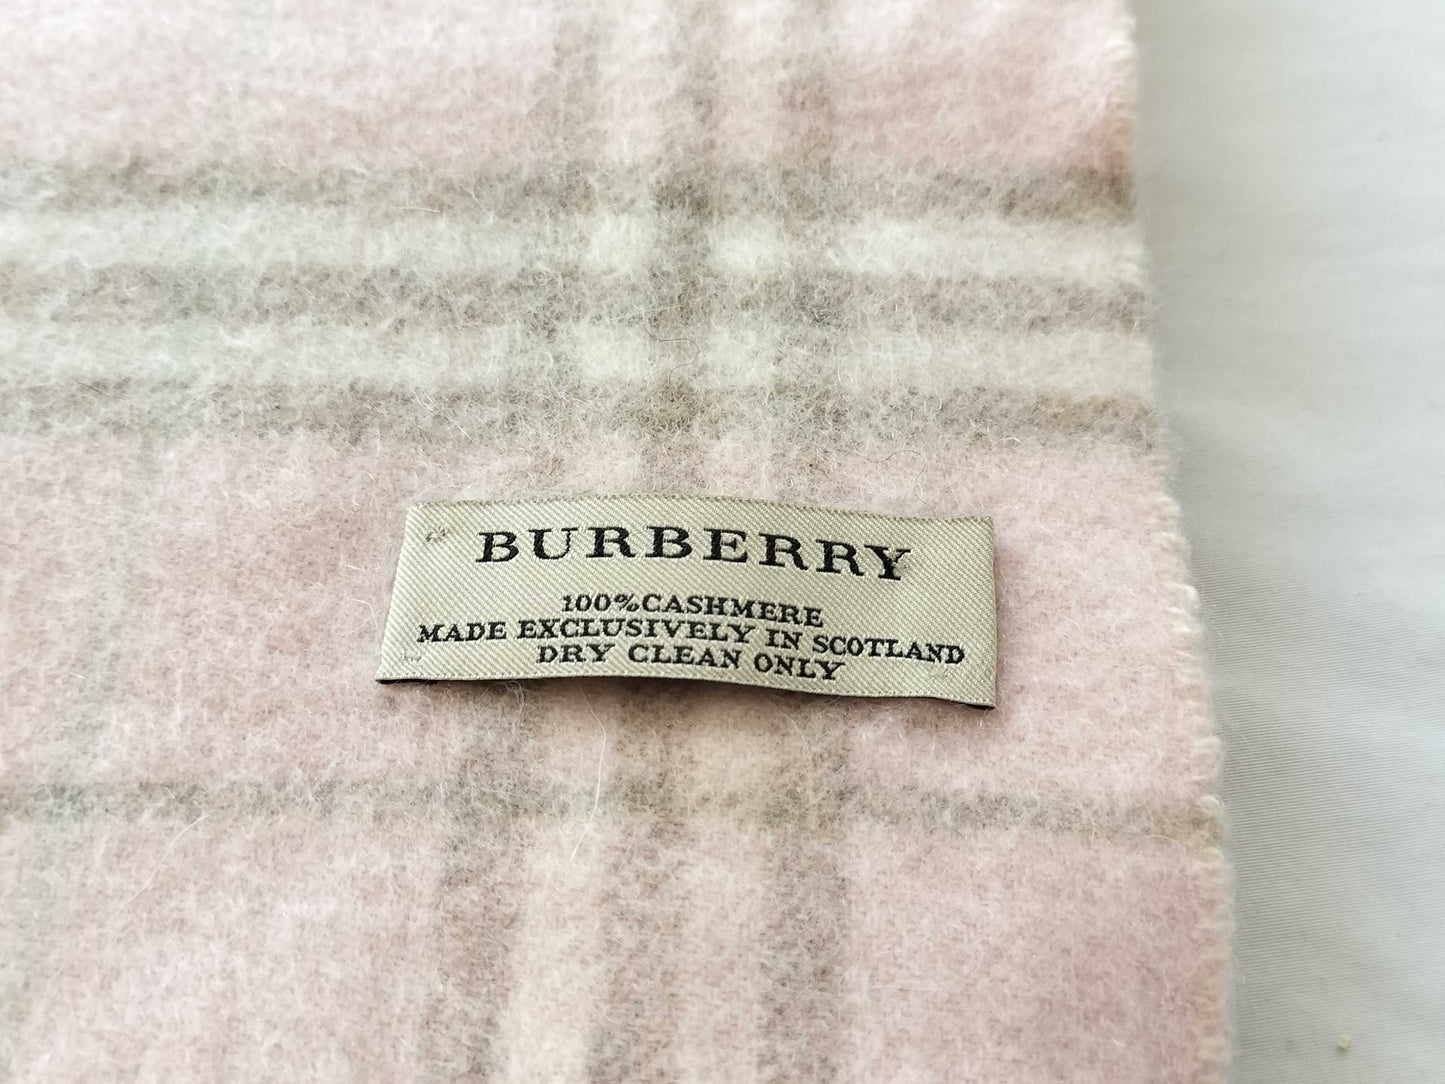 BURBERRY
100%CASHMERE
MADE EXCLUSIVELY IN SCOTLAND
DRY CLEAN ONLY